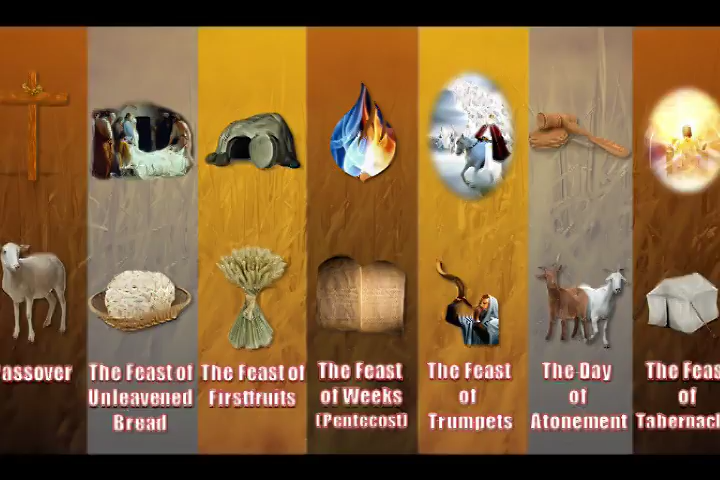 assover
The Feast of
Unleavened
Bread
The Feast of
Firstfruits
The Feast
of Weeks
(Pentecost)
The Feast
of
Trumpets
The Day
of
Atonement
The Feas
of
Tabernacl